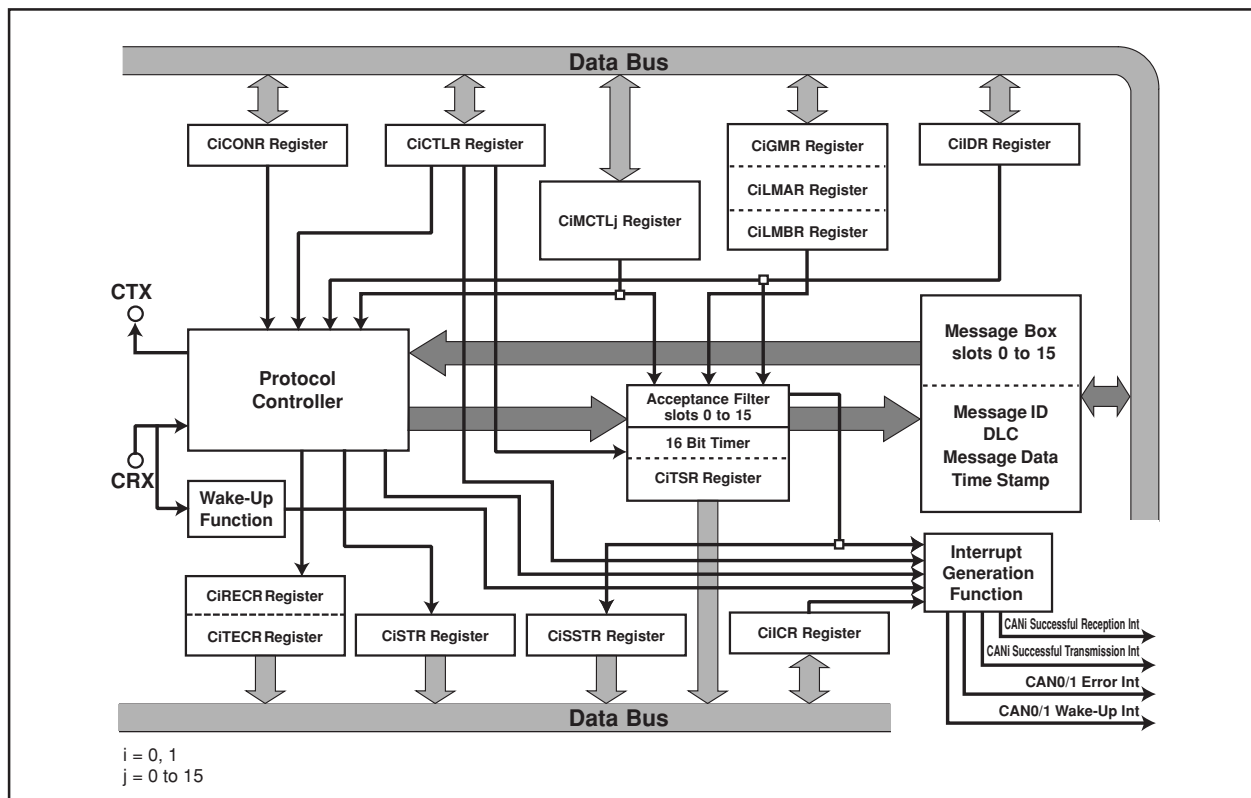 Data Bus
CiCONR Register
CiCTLR Register
CiMCTLj Register
CiGMR Register
CiLMAR Register
CiLMBR Register
CiIDR Register
CTX
CRX
Protocol
Controller
Wake-Up
Function
Acceptance Filter
slots 0 to 15
16 Bit Timer
CiTSR Register
Message Box
slots 0 to 15
Message ID
DLC
Message Data
Time Stamp
Interrupt
Generation
Function
CiRECR Register
CiTECR Register
CiSTR Register
CiSSTR Register
CiICR Register
CANi Successful Reception Int
CANi Successful Transmission Int
CAN0/1 Error Int
CAN0/1 Wake-Up Int
Data Bus
i = 0, 1
j = 0 to 15